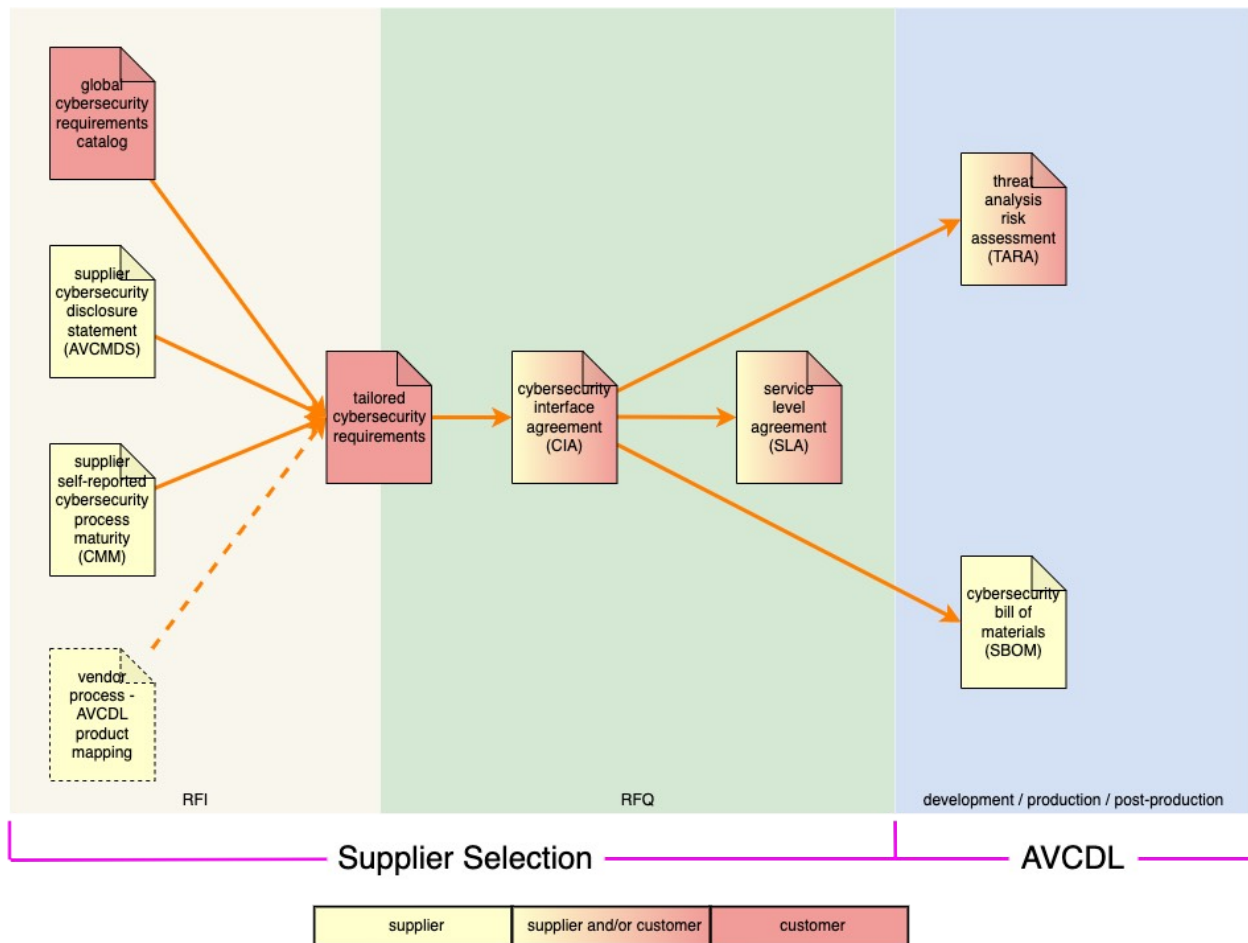 global
cybersecurity
requirements
catalog
supplier
cybersecurity
disclosure
statement
(AVCMDS)
supplier
self-reported
cybersecurity
process
maturity
(CMM)
vendor
process -
AVCDL
product
mapping
tailored
cybersecurity
requirements
cybersecurity
interface
agreement
(CIA)
service
level
agreement
(SLA)
threat
analysis
risk
assessment
(TARA)
cybersecurity
bill of
materials
(SBOM)
RFI
RFQ
development / production / post-production
Supplier Selection
AVCDL
supplier
supplier and/or customer
customer